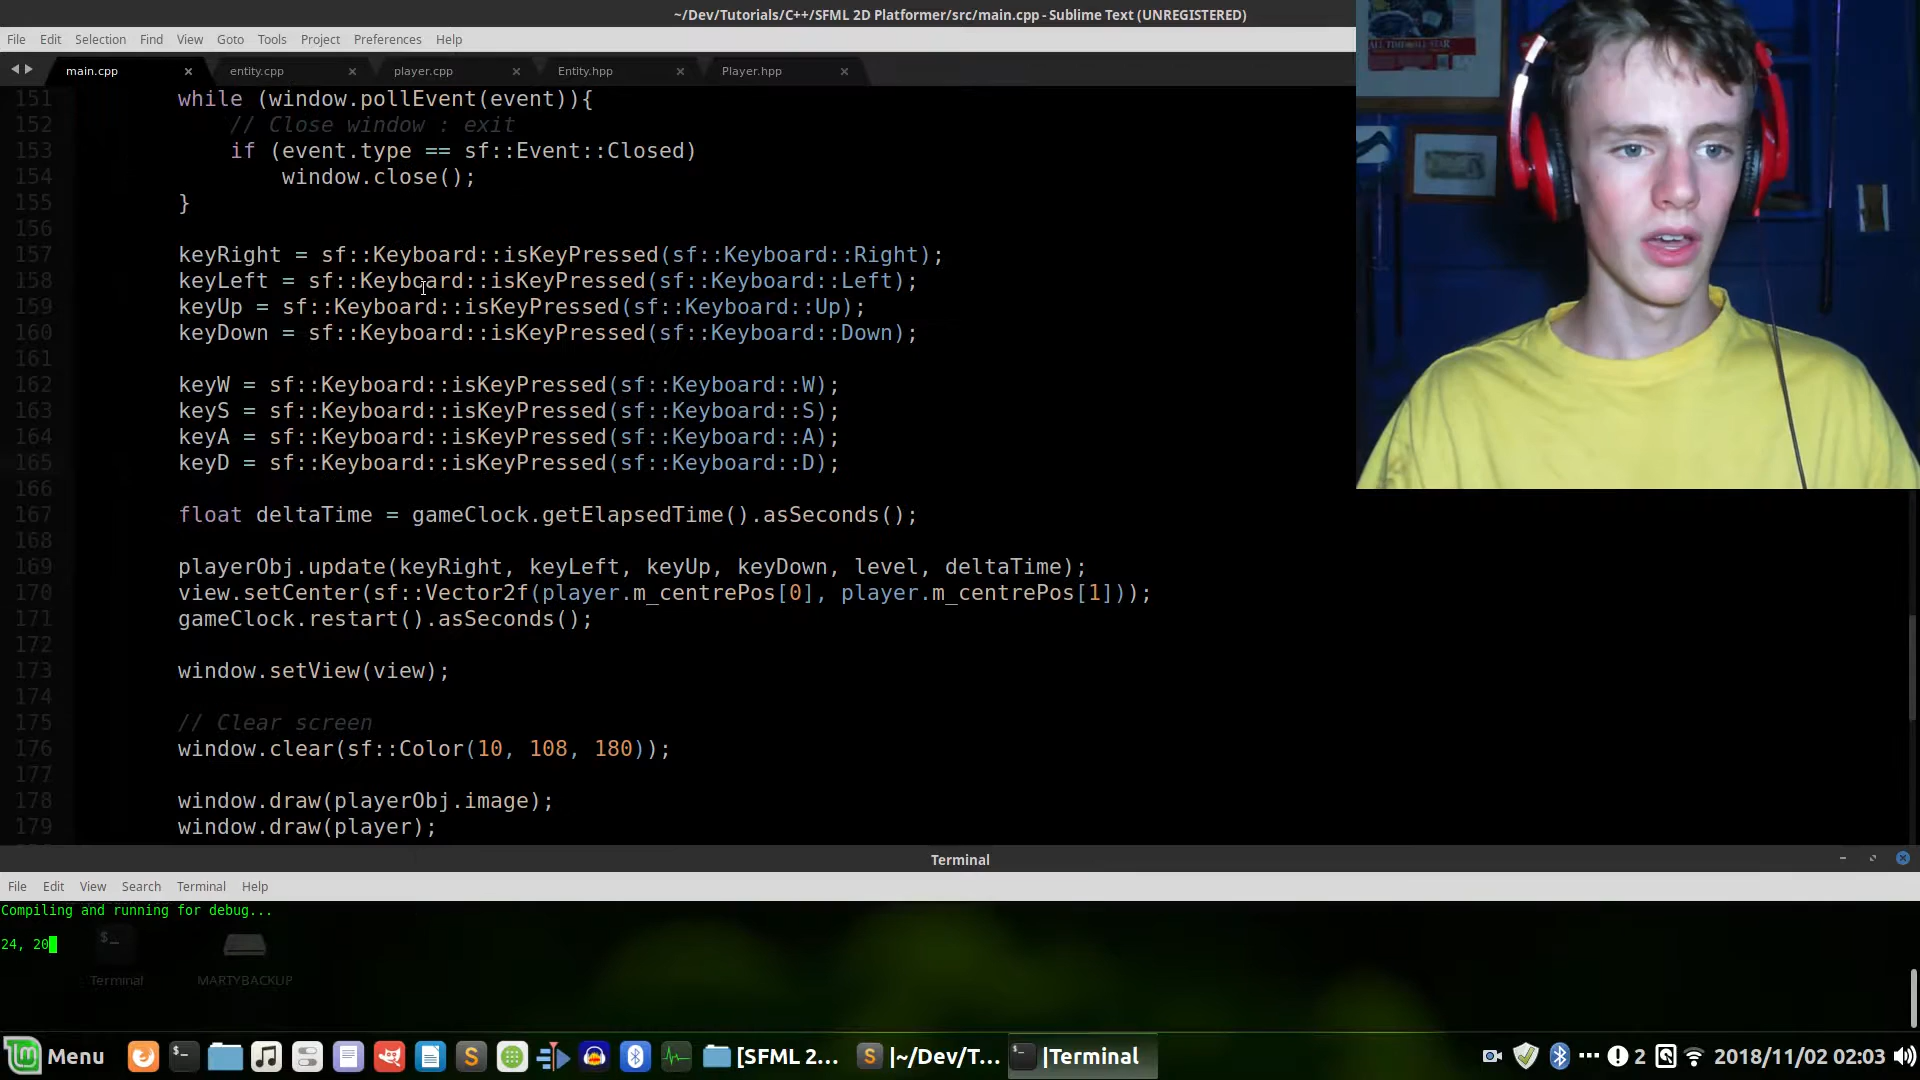 ~/Dev/Tutorials/C++/SFML 2D Platformer/src/main.cpp - Sublime Text (UNREGISTERED)
File Edit Selection Find View Goto Tools Project Preferences Help
main.cpp × entity.cpp × player.cpp × Entity.hpp × Player.hpp ×
ALL TIME ALL STAR
151 while (window.pollEvent(event)){
152 // Close window : exit
153 if (event.type == sf::Event::Closed)
154 window.close();
155 }
156
157 keyRight = sf::Keyboard::isKeyPressed(sf::Keyboard::Right);
158 keyLeft = sf::Keyboard::isKeyPressed(sf::Keyboard::Left);
159 keyUp = sf::Keyboard::isKeyPressed(sf::Keyboard::Up);
160 keyDown = sf::Keyboard::isKeyPressed(sf::Keyboard::Down);
161
162 keyW = sf::Keyboard::isKeyPressed(sf::Keyboard::W);
163 keyS = sf::Keyboard::isKeyPressed(sf::Keyboard::S);
164 keyA = sf::Keyboard::isKeyPressed(sf::Keyboard::A);
165 keyD = sf::Keyboard::isKeyPressed(sf::Keyboard::D);
166
167 float deltaTime = gameClock.getElapsedTime().asSeconds();
168
169 playerObj.update(keyRight, keyLeft, keyUp, keyDown, level, deltaTime);
170 view.setCenter(sf::Vector2f(player.m_centrePos[0], player.m_centrePos[1]));
171 gameClock.restart().asSeconds();
172
173 window.setView(view);
174
175 // Clear screen
176 window.clear(sf::Color(10, 108, 180));
177
178 window.draw(playerObj.image);
179 window.draw(player);
Terminal
File Edit View Search Terminal Help
Compiling and running for debug...
24, 20
Terminal MARTYBACKUP
Menu [SFML 2... |~/Dev/T... |Terminal 2 2018/11/02 02:03